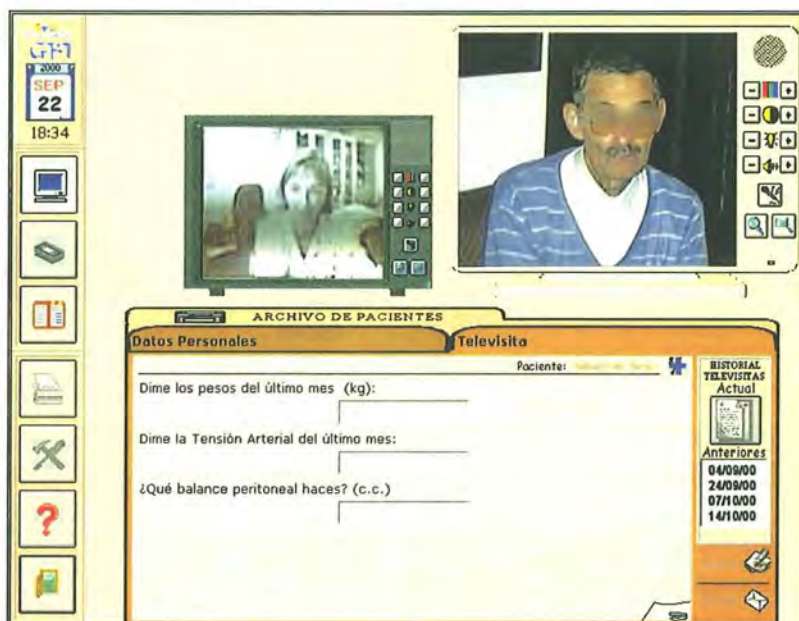 2000
SEP
22
18:34
ARCHIVO DE PACIENTES
Datos Personales
Televisita
Paciente:
Dime los pesos del último mes (kg):
Dime la Tensión Arterial del último mes:
¿Qué balance peritoneal haces? (c.c.)
HISTORIAL
TELEVISITAS
Actual
Anteriores
04/09/00
24/09/00
07/10/00
14/10/00